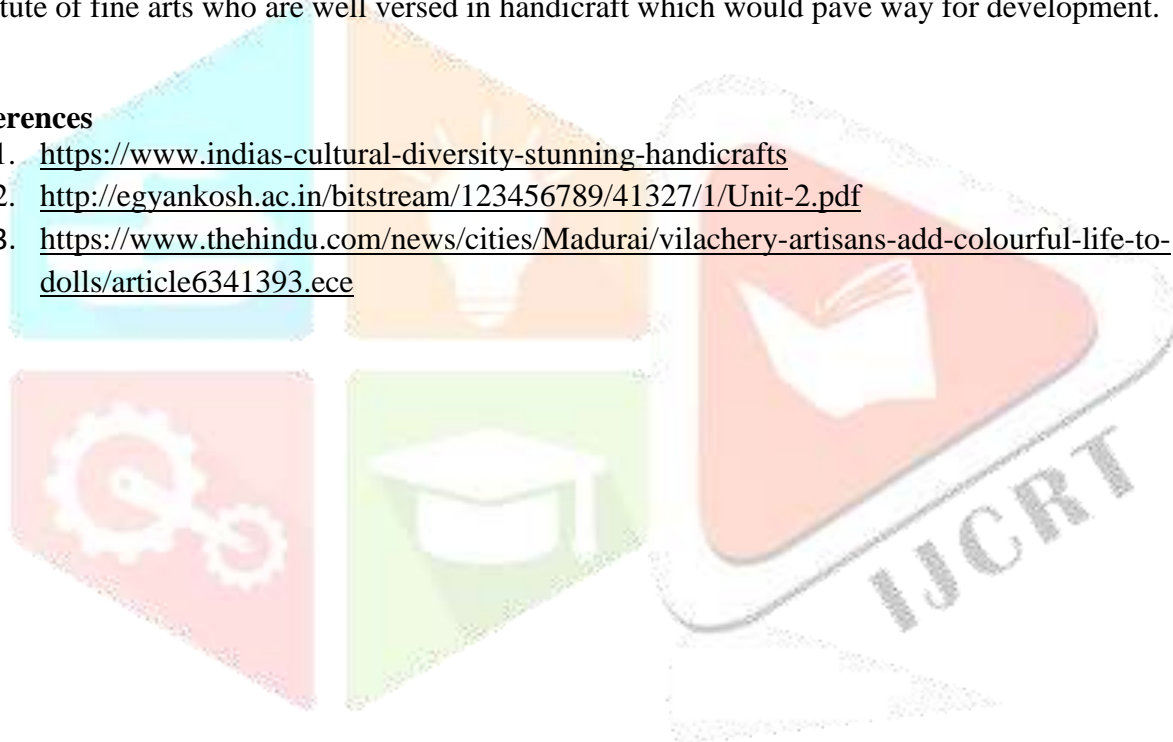 tute of fine arts who are well versed in handicraft which would pave way for development.
erences
1. https://www.indias-cultural-diversity-stunning-handicrafts
2. http://egyankosh.ac.in/bitstream/123456789/41327/1/Unit-2.pdf
3. https://www.thehindu.com/news/cities/Madurai/vilachery-artisans-add-colourful-life-to-
dolls/article6341393.ece
IJCRT